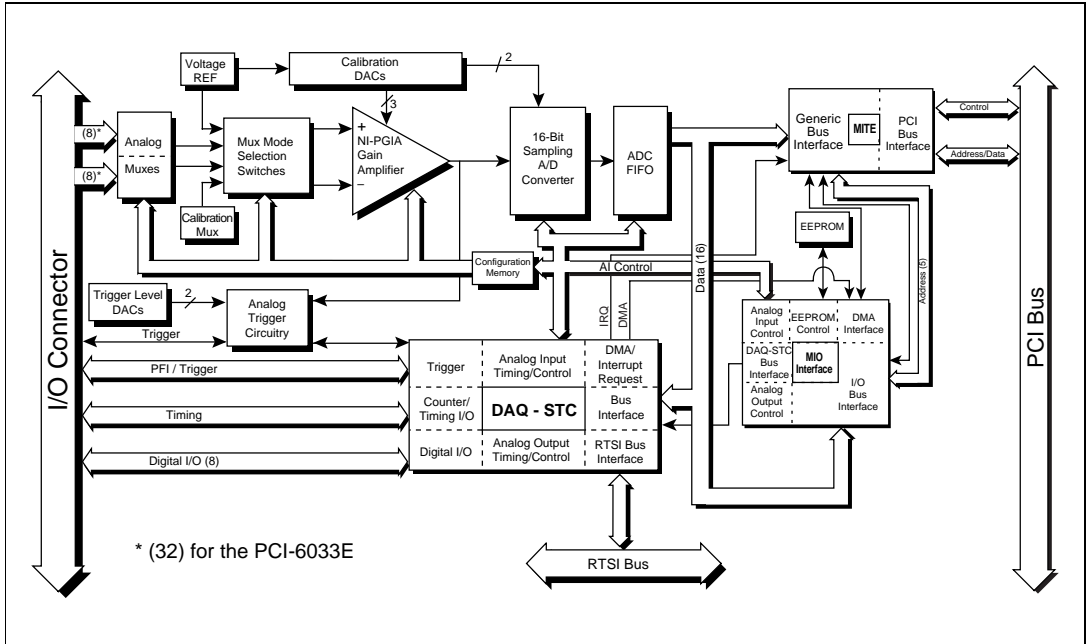 I/O Connector
(8)*
(8)*
Analog
Muxes
Voltage
REF
Calibration
DACs
2
3
Mux Mode
Selection
Switches
Calibration
Mux
+
NI-PGIA
Gain
Amplifier
–
16-Bit
Sampling
A/D
Converter
ADC
FIFO
Generic
Bus
Interface
MITE
PCI
Bus
Interface
Control
Address/Data
PCI Bus
EEPROM
Configuration
Memory
AI Control
IRQ
DMA
Data (16)
Address (5)
Trigger Level
DACs
2
Analog
Trigger
Circuitry
Trigger
PFI / Trigger
Timing
Digital I/O (8)
Trigger
Analog Input
Timing/Control
DMA/
Interrupt
Request
Counter/
Timing I/O
DAQ - STC
Bus
Interface
Digital I/O
Analog Output
Timing/Control
RTSI Bus
Interface
Analog
Input
Control
EEPROM
Control
DMA
Interface
DAQ-STC
Bus
Interface
MIO
Interface
Analog
Output
Control
I/O
Bus
Interface
RTSI Bus
* (32) for the PCI-6033E